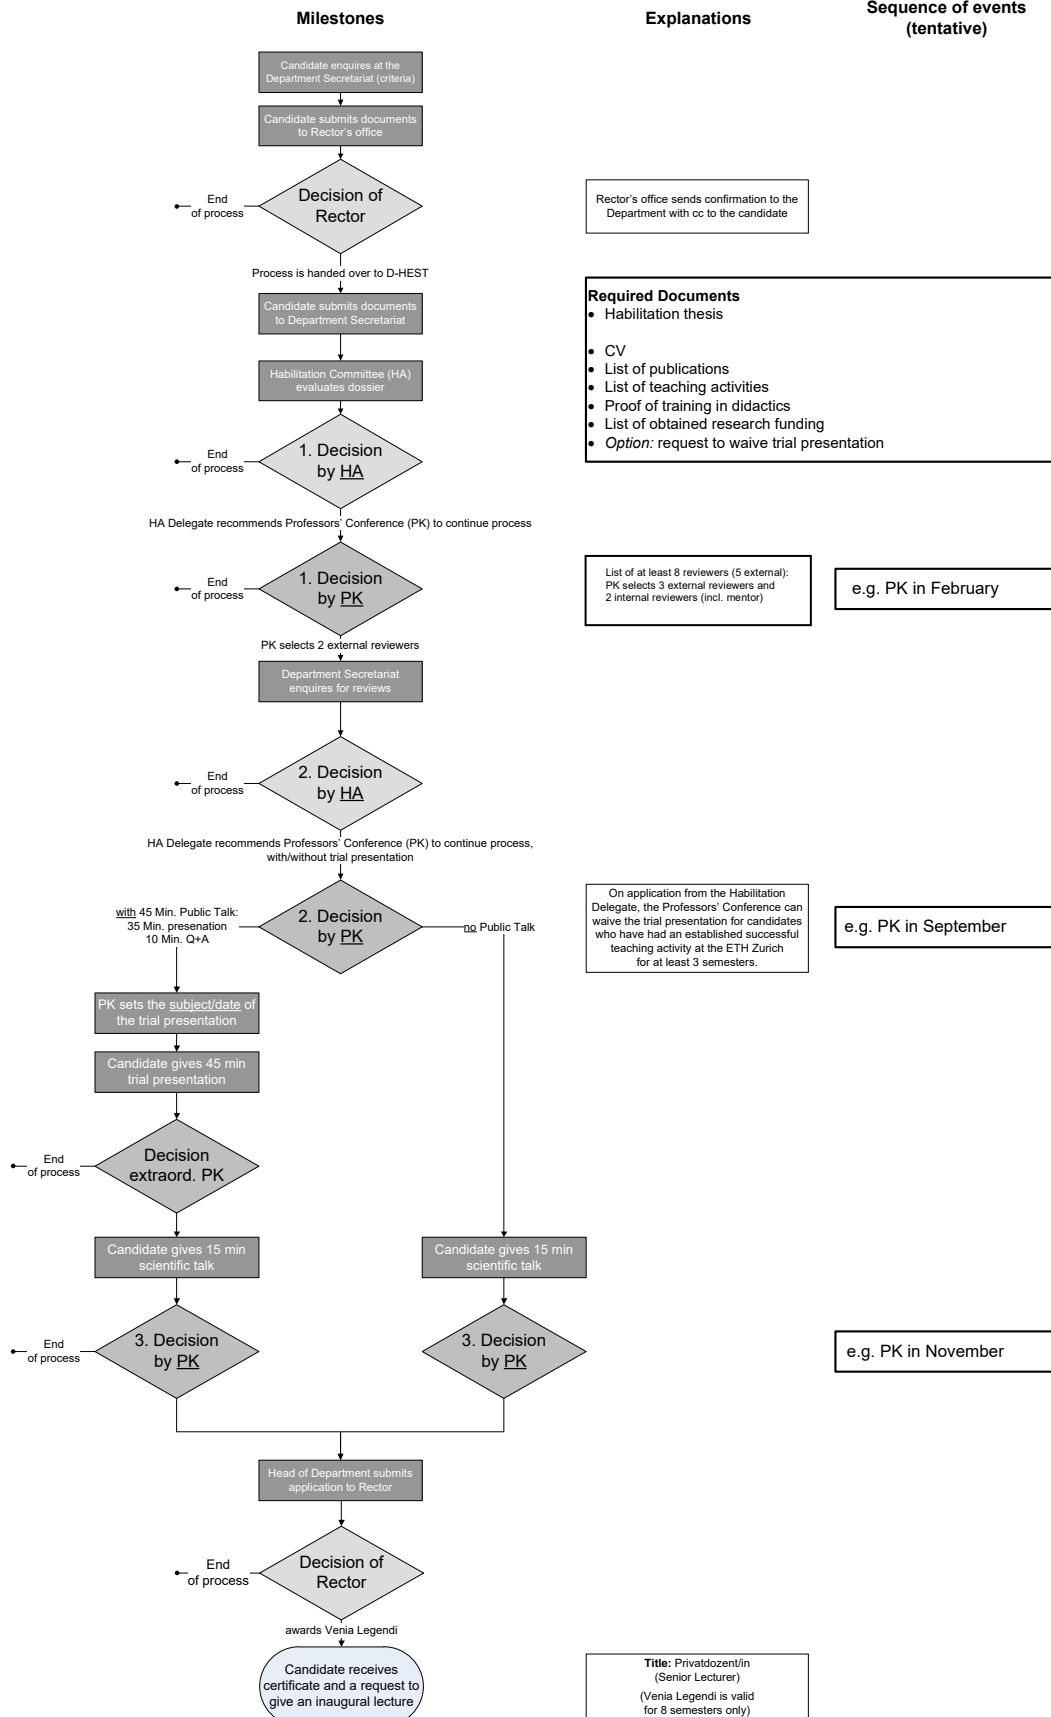 Milestones
Explanations
Sequence of events
(tentative)
Candidate enquires at the
Department Secretariat (criteria)
Candidate submits documents
to Rector's office
Decision of
Rector
End
of process
Rector's office sends confirmation to the
Department with cc to the candidate
Process is handed over to D-HEST
Candidate submits documents
to Department Secretariat
Required Documents
• Habilitation thesis
• CV
• List of publications
• List of teaching activities
• Proof of training in didactics
• List of obtained research funding
• Option: request to waive trial presentation
Habilitation Committee (HA)
evaluates dossier
1. Decision
by HA
End
of process
HA Delegate recommends Professors' Conference (PK) to continue process
1. Decision
by PK
End
of process
List of at least 8 reviewers (5 external):
PK selects 3 external reviewers and
2 internal reviewers (incl. mentor)
e.g. PK in February
PK selects 2 external reviewers
Department Secretariat
enquires for reviews
2. Decision
by HA
End
of process
HA Delegate recommends Professors' Conference (PK) to continue process,
with/without trial presentation
with 45 Min. Public Talk:
35 Min. presenation
10 Min. Q+A
2. Decision
by PK
no Public Talk
On application from the Habilitation
Delegate, the Professors' Conference can
waive the trial presentation for candidates
who have had an established successful
teaching activity at the ETH Zurich
for at least 3 semesters.
e.g. PK in September
PK sets the subject/date of
the trial presentation
Candidate gives 45 min
trial presentation
Decision
extraord. PK
End
of process
Candidate gives 15 min
scientific talk
Candidate gives 15 min
scientific talk
3. Decision
by PK
End
of process
3. Decision
by PK
e.g. PK in November
Head of Department submits
application to Rector
Decision of
Rector
End
of process
awards Venia Legendi
Candidate receives
certificate and a request to
give an inaugural lecture
Title: Privatdozent/in
(Senior Lecturer)
(Venia Legendi is valid
for 8 semesters only)